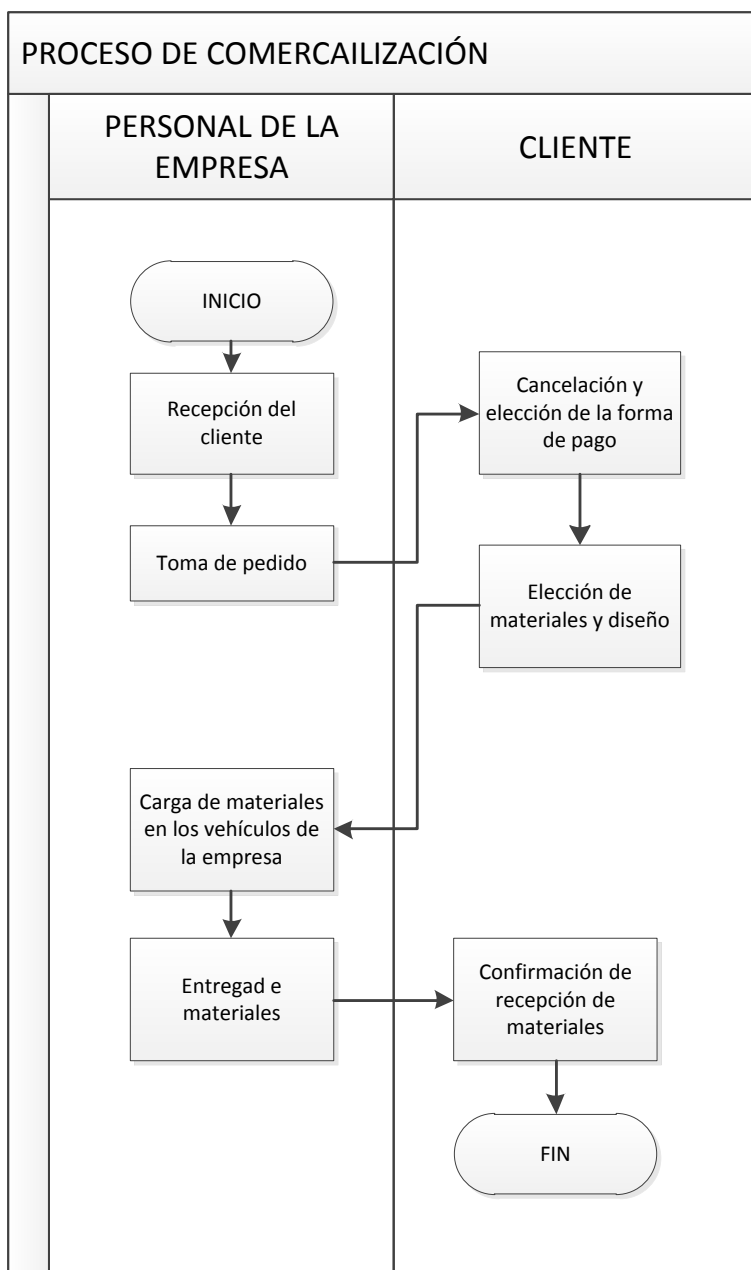 PROCESO DE COMERCAILIZACIÓN
PERSONAL DE LA
EMPRESA
CLIENTE
INICIO
Recepción del
cliente
Toma de pedido
Cancelación y
elección de la forma
de pago
Elección de
materiales y diseño
Carga de materiales
en los vehículos de
la empresa
Entregad e
materiales
Confirmación de
recepción de
materiales
FIN